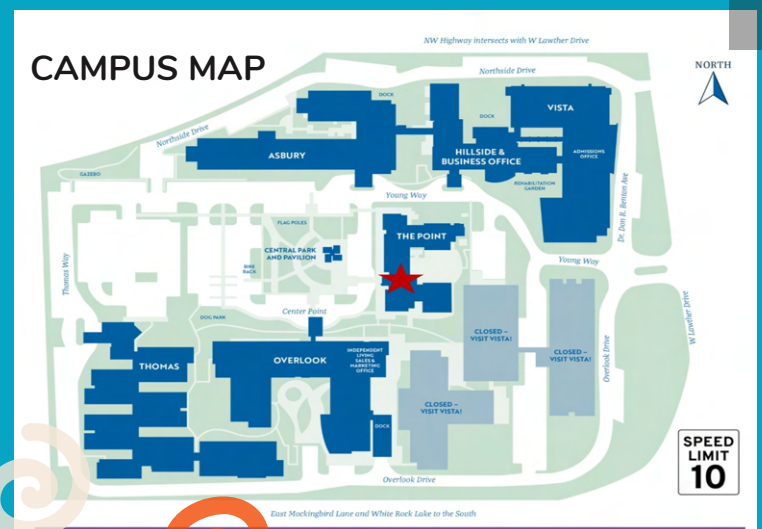 NW Highway intersects with W Lawther Drive
CAMPUS MAP
NORTH
Northside Drive
Northside Drive
DOCK
DOCK
VISTA
ASBURY
HILLSIDE &
BUSINESS OFFICE
ADMISSIONS
OFFICE
GAZEBO
REHABILITATION
GARDEN
Young Way
Dr. Don R. Benton Ave
FLAG POLES
THE POINT
CENTRAL PARK
AND PAVILION
BIKE
RACK
Young Way
Thomas Way
W Lawther Drive
Center Point
DOG PARK
CLOSED –
VISIT VISTA!
CLOSED –
VISIT VISTA!
Overlook Drive
THOMAS
OVERLOOK
INDEPENDENT
LIVING
SALES &
MARKETING
OFFICE
CLOSED –
VISIT VISTA!
DOCK
SPEED
LIMIT
10
Overlook Drive
East Mockingbird Lane and White Rock Lake to the South